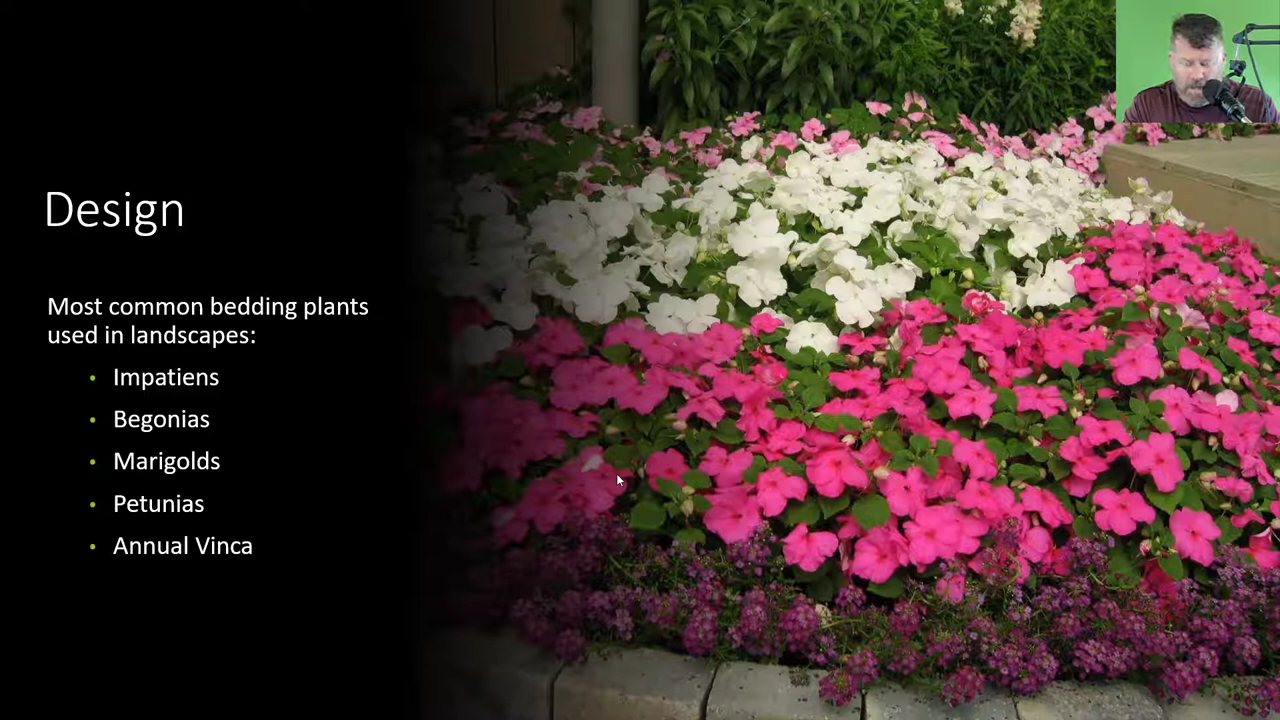 Design
Most common bedding plants
used in landscapes:
• Impatiens
• Begonias
• Marigolds
• Petunias
• Annual Vinca